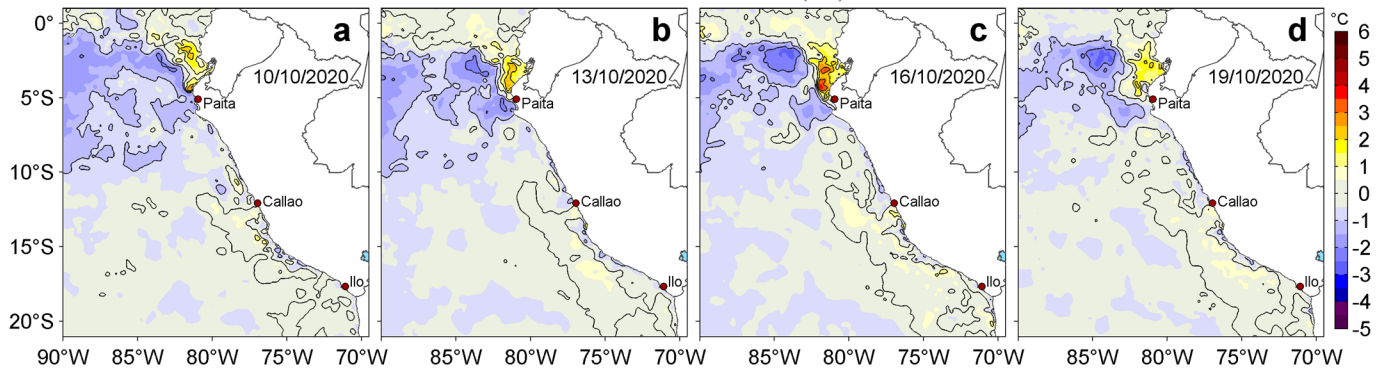 a
b
c
d
°C
10/10/2020
13/10/2020
16/10/2020
19/10/2020
Paita
Callao
Ilo
Paita
Callao
Ilo
Paita
Callao
Ilo
Paita
Callao
Ilo
0°
5°S
10°S
15°S
20°S
90°W
85°W
80°W
75°W
70°W
85°W
80°W
75°W
70°W
85°W
80°W
75°W
70°W
85°W
80°W
75°W
70°W
6
5
4
3
2
1
0
-1
-2
-3
-4
-5